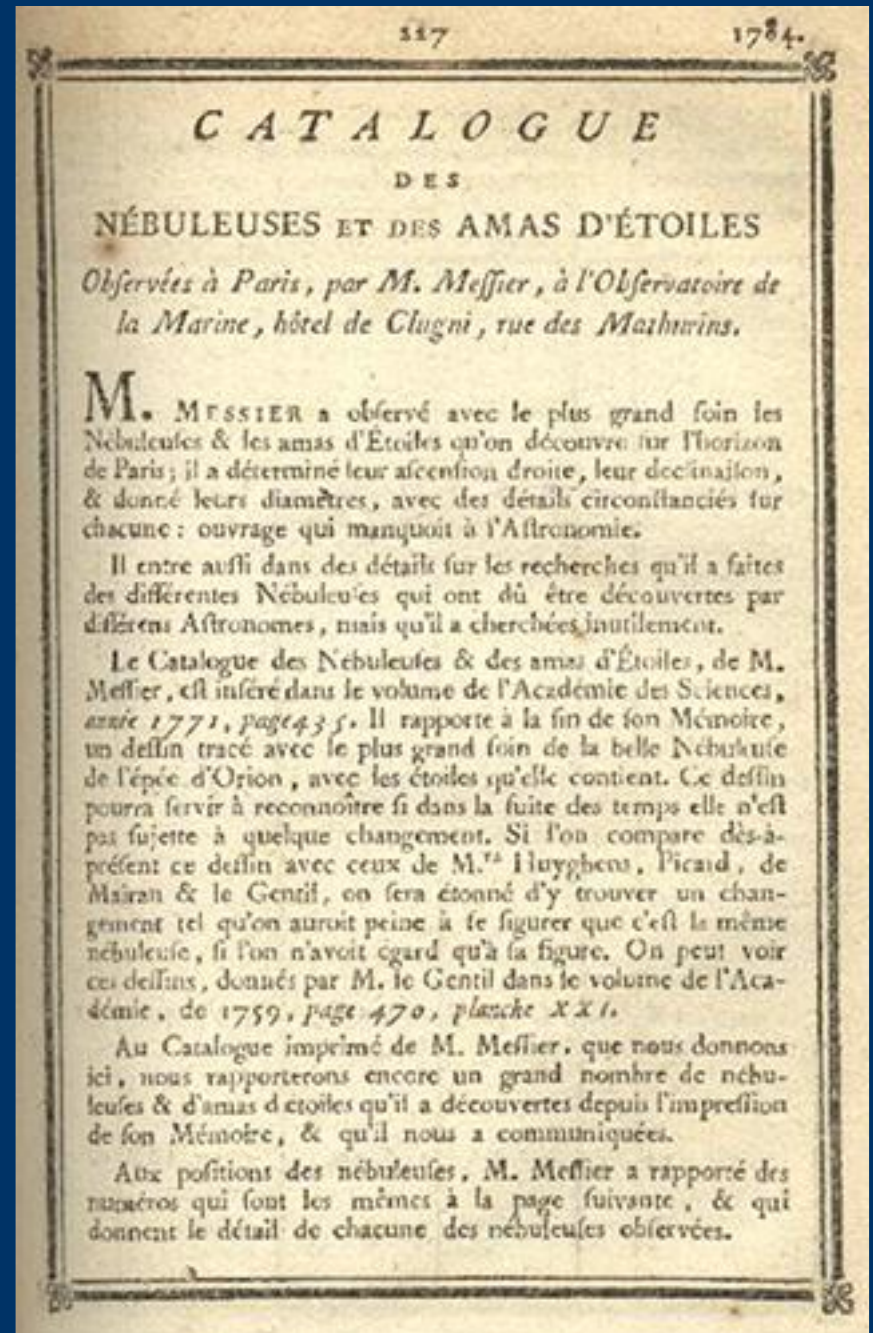 227 1784.
CATALOGUE
DES
NÉBULEUSES ET DES AMAS D'ÉTOILES
Obſervées à Paris, par M. Meſſier, à l'Obſervatoire de
la Marine, hôtel de Clugni, rue des Mathurins.
M. MESSIER a obſervé avec le plus grand ſoin les
Nébuleuſes & les amas d'Étoiles qu'on découvre ſur l'horizon
de Paris; il a déterminé leur aſcenſion droite, leur déclinaiſon,
& donné leurs diamètres, avec des détails circonſtanciés ſur
chacune: ouvrage qui manquoit à l'Aſtronomie.
Il entre auſſi dans des détails ſur les recherches qu'il a faites
des différentes Nébuleuſes qui ont dû être découvertes par
différens Aſtronomes, mais qu'il a cherchées inutilement.
Le Catalogue des Nébuleuſes & des amas d'Étoiles, de M.
Meſſier, eſt inſéré dans le volume de l'Académie des Sciences,
année 1771, page 435. Il rapporte à la fin de ſon Mémoire,
un deſſin tracé avec le plus grand ſoin de la belle Nébuleuſe
de l'épée d'Orion, avec les étoiles qu'elle contient. Ce deſſin
pourra ſervir à reconnoître ſi dans la ſuite des temps elle n'eſt
pas ſujette à quelque changement. Si l'on compare dès-à-
préſent ce deſſin avec ceux de M.rs Huyghens, Picard, de
Mairan & le Gentil, on ſera étonné d'y trouver un chan-
gement tel qu'on auroit peine à ſe figurer que c'eſt la même
nébuleuſe, ſi l'on n'avoit égard qu'à ſa figure. On peut voir
ces deſſins, donnés par M. le Gentil dans le volume de l'Aca-
démie, de 1759, page 470, planche XXI.
Au Catalogue imprimé de M. Meſſier, que nous donnons
ici, nous rapporterons encore un grand nombre de nébu-
leuſes & d'amas d'étoiles qu'il a découvertes depuis l'impreſſion
de ſon Mémoire, & qu'il nous a communiquées.
Aux poſitions des nébuleuſes, M. Meſſier a rapporté des
numéros qui ſont les mêmes à la page ſuivante, & qui
donnent le détail de chacune des nébuleuſes obſervées.